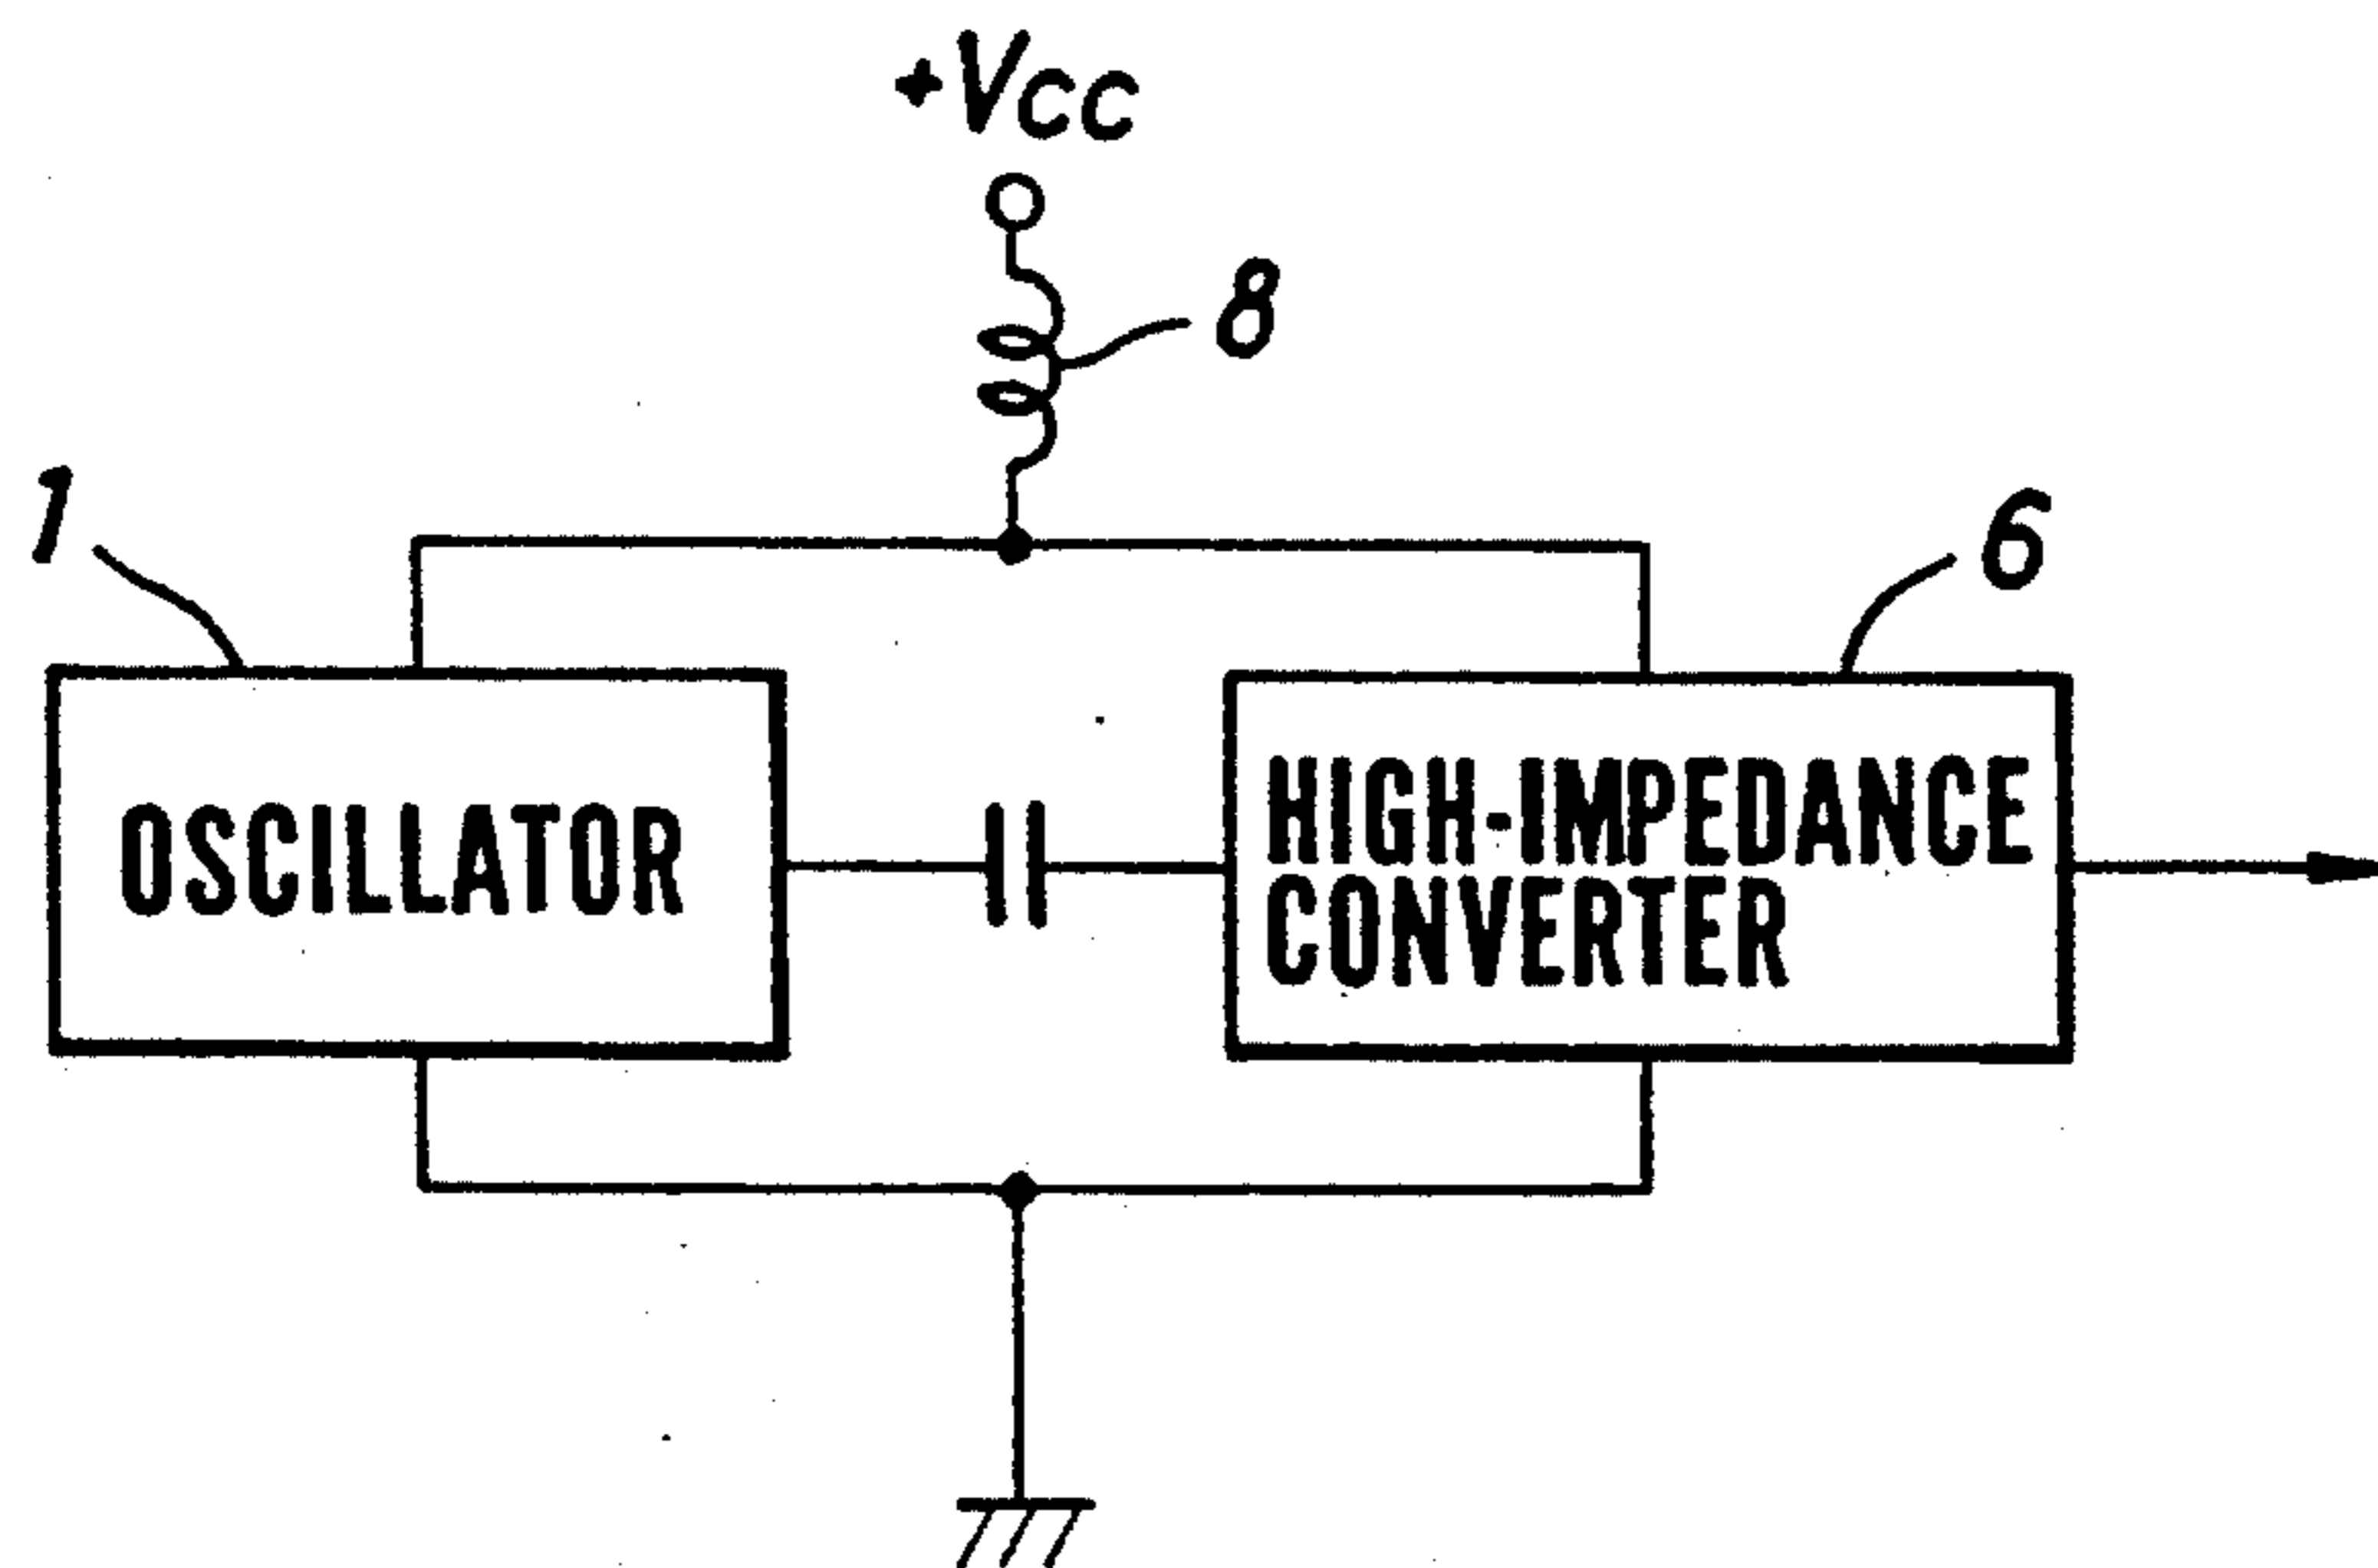 +Vcc
8
1
6
OSCILLATOR
HIGH-IMPEDANCE
CONVERTER